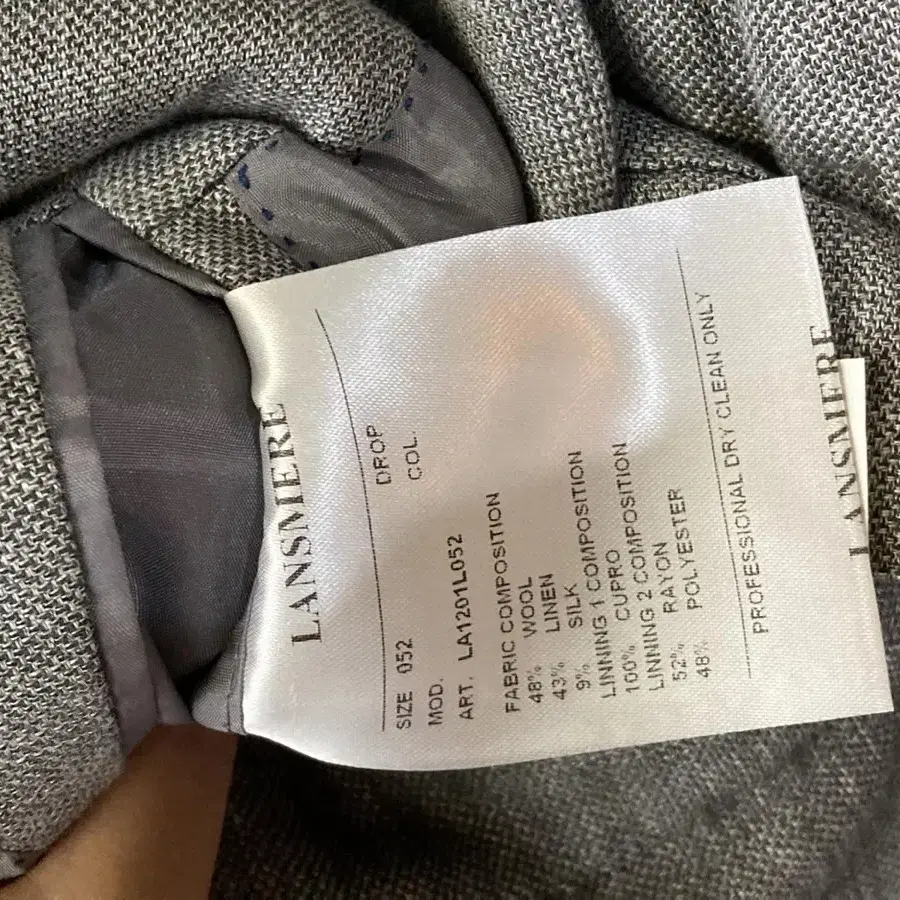 LANSMERE
SIZE 052 DROP
COL.
MOD.
ART. LA1201L052
FABRIC COMPOSITION
48% WOOL
43% LINEN
9% SILK
LINNING 1 COMPOSITION
100% CUPRO
LINNING 2 COMPOSITION
52% RAYON
48% POLYESTER
PROFESSIONAL DRY CLEAN ONLY
LANSMERE